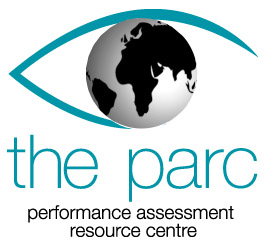 the parc
performance assessment
resource centre